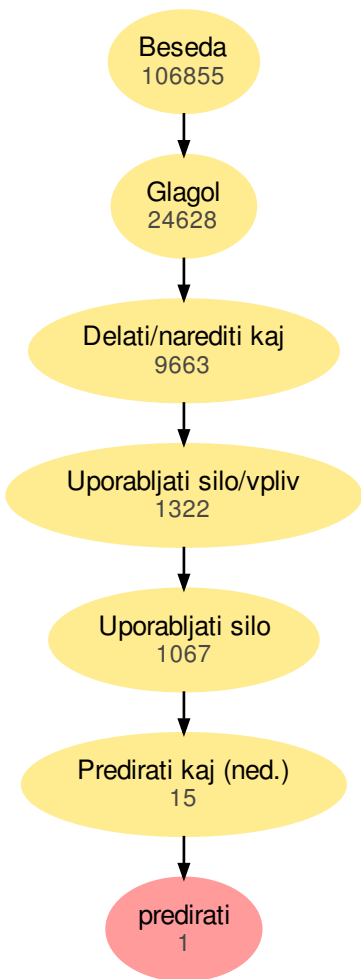 Beseda
106855
Glagol
24628
Delati/narediti kaj
9663
Uporabljati silo/vpliv
1322
Uporabljati silo
1067
Predirati kaj (ned.)
15
predirati
1